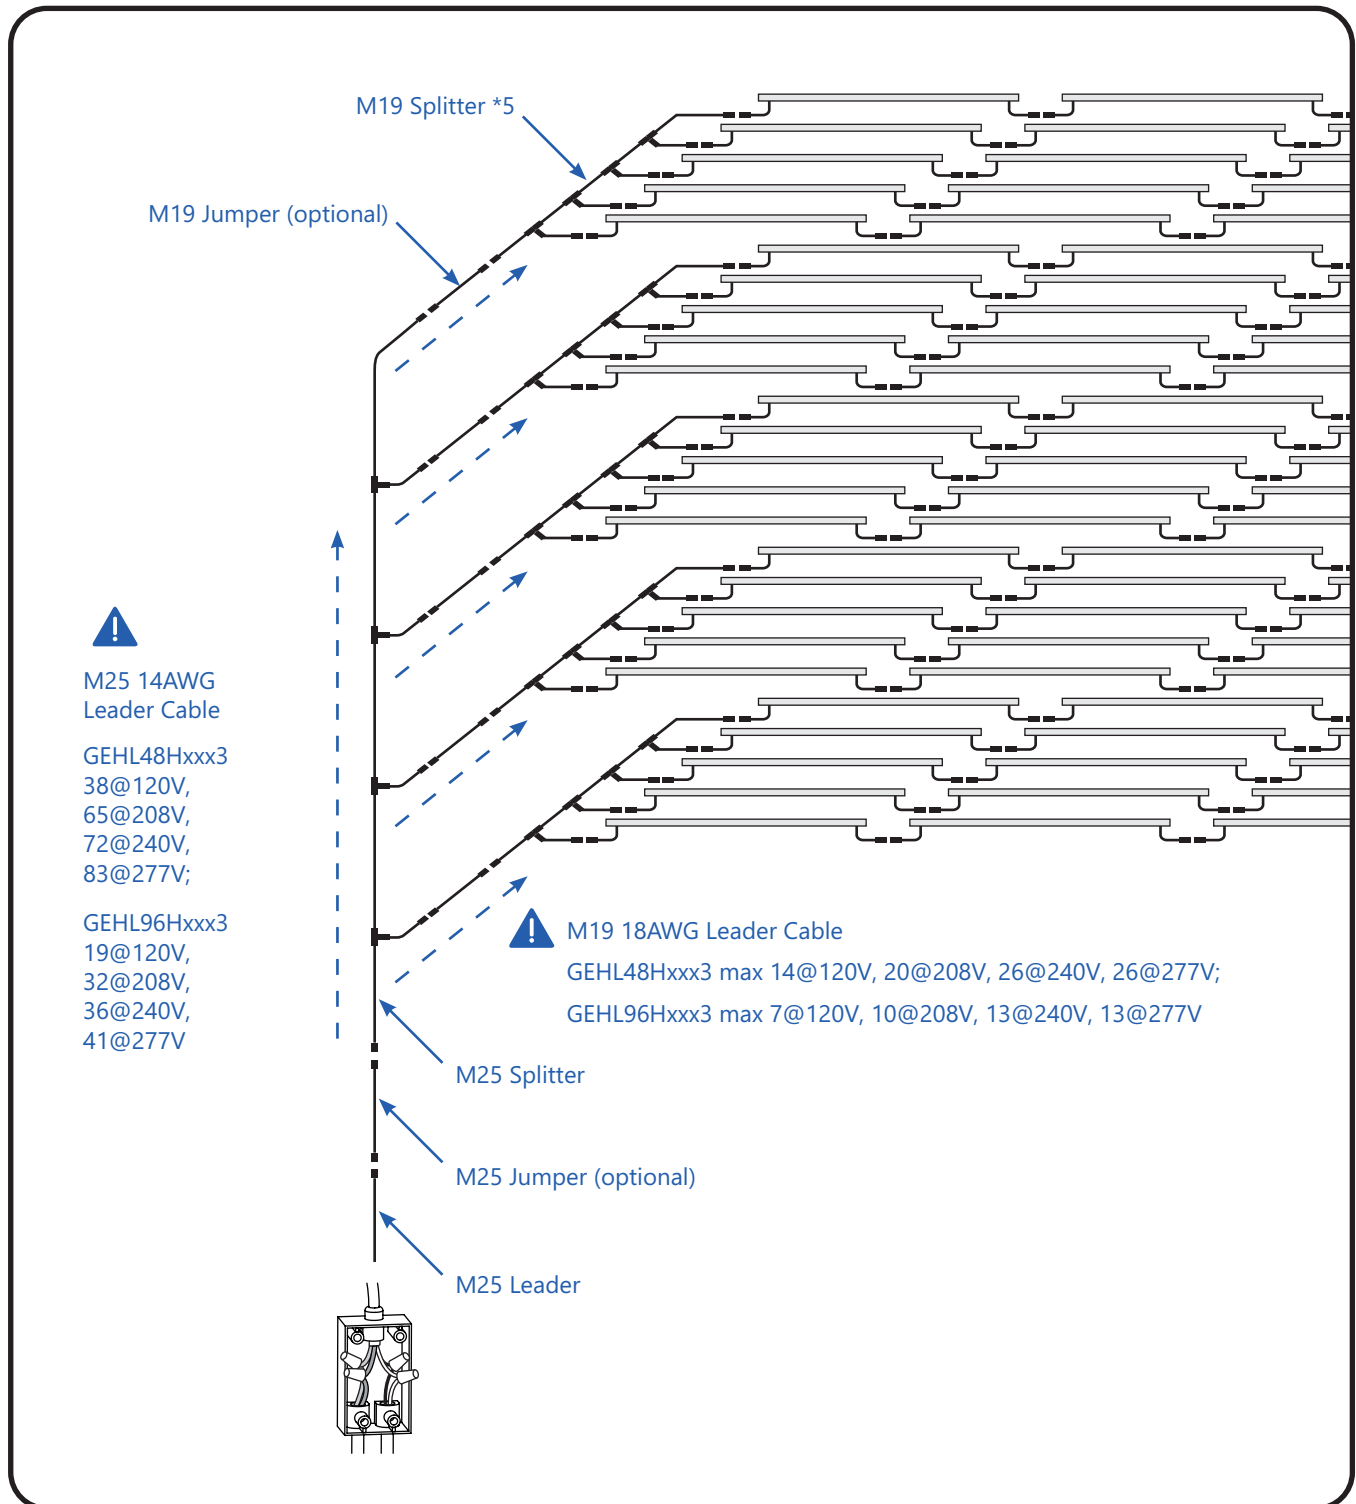 M19 Splitter *5
M19 Jumper (optional)
M25 14AWG
Leader Cable
GEHL48Hxxx3
38@120V,
65@208V,
72@240V,
83@277V;
GEHL96Hxxx3
19@120V,
32@208V,
36@240V,
41@277V
M19 18AWG Leader Cable
GEHL48Hxxx3 max 14@120V, 20@208V, 26@240V, 26@277V;
GEHL96Hxxx3 max 7@120V, 10@208V, 13@240V, 13@277V
M25 Splitter
M25 Jumper (optional)
M25 Leader